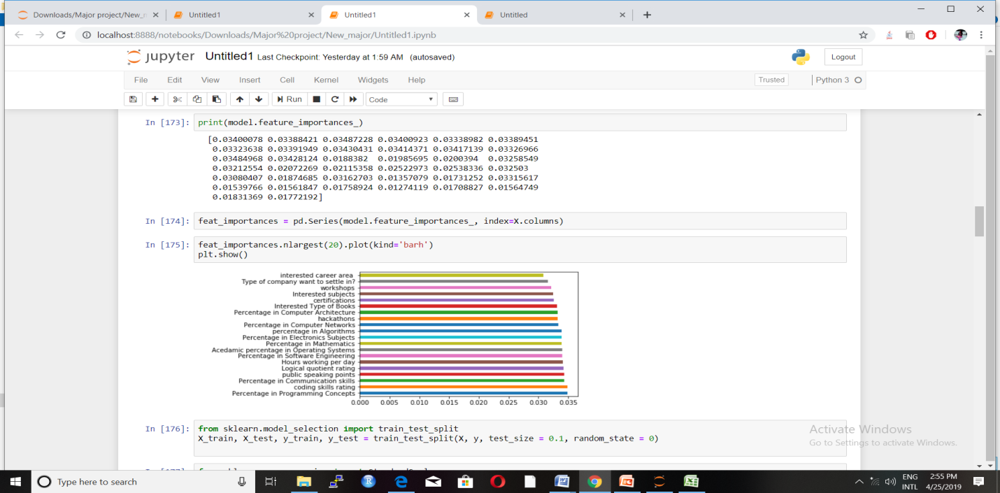 Downloads/Major project/New_
Untitled1
Untitled1
Untitled
localhost:8888/notebooks/Downloads/Major%20project/New_major/Untitled1.ipynb
jupyter Untitled1 Last Checkpoint: Yesterday at 1:59 AM (autosaved)
Logout
File Edit View Insert Cell Kernel Widgets Help
Trusted
Python 3
Run
Code
In [173]: print(model.feature_importances_)
[0.03400078 0.03388421 0.03487228 0.03400923 0.03338982 0.03389451
0.03323638 0.03391949 0.03430431 0.03414371 0.03417139 0.03326966
0.03484968 0.03428124 0.0188382 0.01985695 0.0200394 0.03258549
0.03212554 0.02072269 0.02115358 0.02522973 0.02538336 0.032503
0.03080407 0.01874685 0.03162703 0.01357079 0.01731252 0.03315617
0.01539766 0.01561847 0.01758924 0.01274119 0.01708827 0.01564749
0.01831369 0.01772192]
In [174]: feat_importances = pd.Series(model.feature_importances_, index=X.columns)
In [175]: feat_importances.nlargest(20).plot(kind='barh')
plt.show()
interested career area
Type of company want to settle in?
workshops
Interested subjects
certifications
Interested Type of Books
Percentage in Computer Architecture
hackathons
Percentage in Computer Networks
percentage in Algorithms
Percentage in Electronics Subjects
Percentage in Mathematics
Acedamic percentage in Operating Systems
Percentage in Software Engineering
Hours working per day
Logical quotient rating
public speaking points
Percentage in Communication skills
coding skills rating
Percentage in Programming Concepts
0.000 0.005 0.010 0.015 0.020 0.025 0.030 0.035
In [176]: from sklearn.model_selection import train_test_split
X_train, X_test, y_train, y_test = train_test_split(X, y, test_size = 0.1, random_state = 0)
Activate Windows
Go to Settings to activate Windows.
Type here to search
ENG
INTL
2:55 PM
4/25/2019